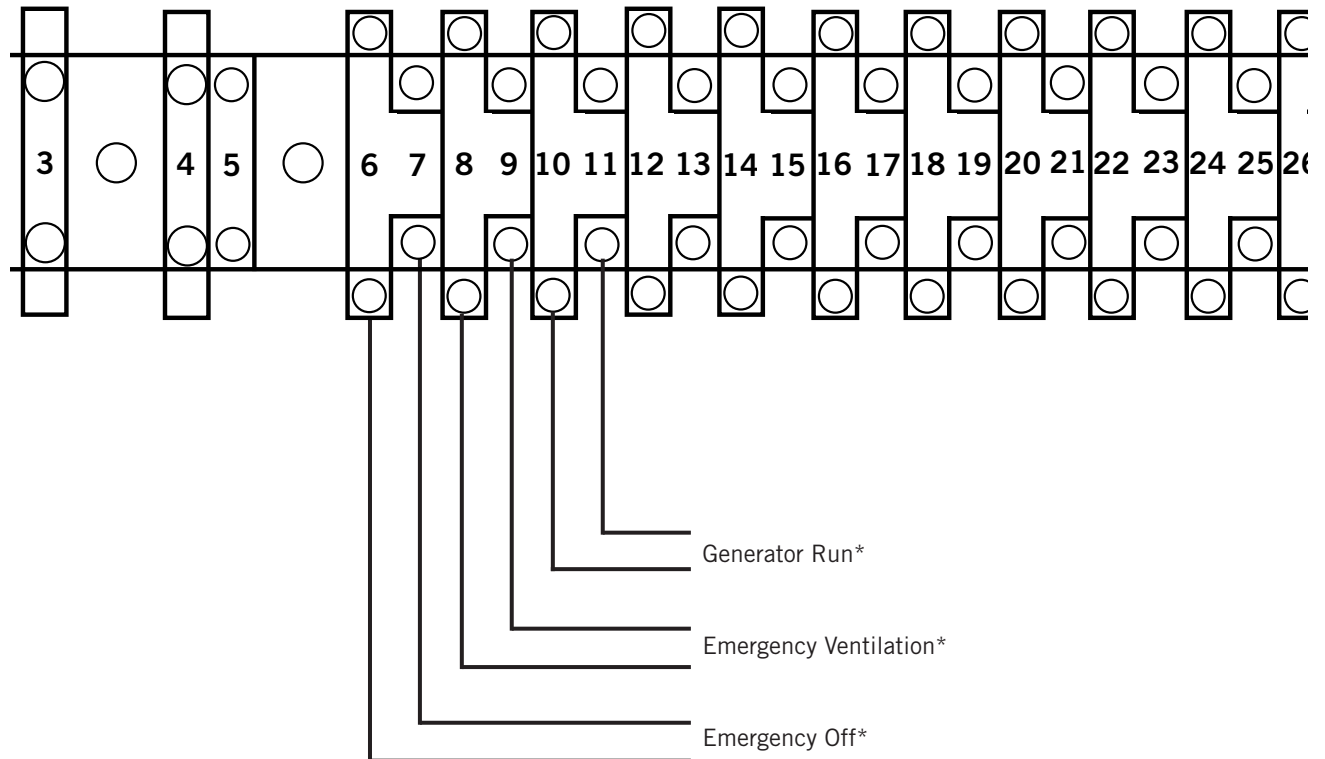 3 4 5 6 7 8 9 10 11 12 13 14 15 16 17 18 19 20 21 22 23 24 25 26
Generator Run*
Emergency Ventilation*
Emergency Off*